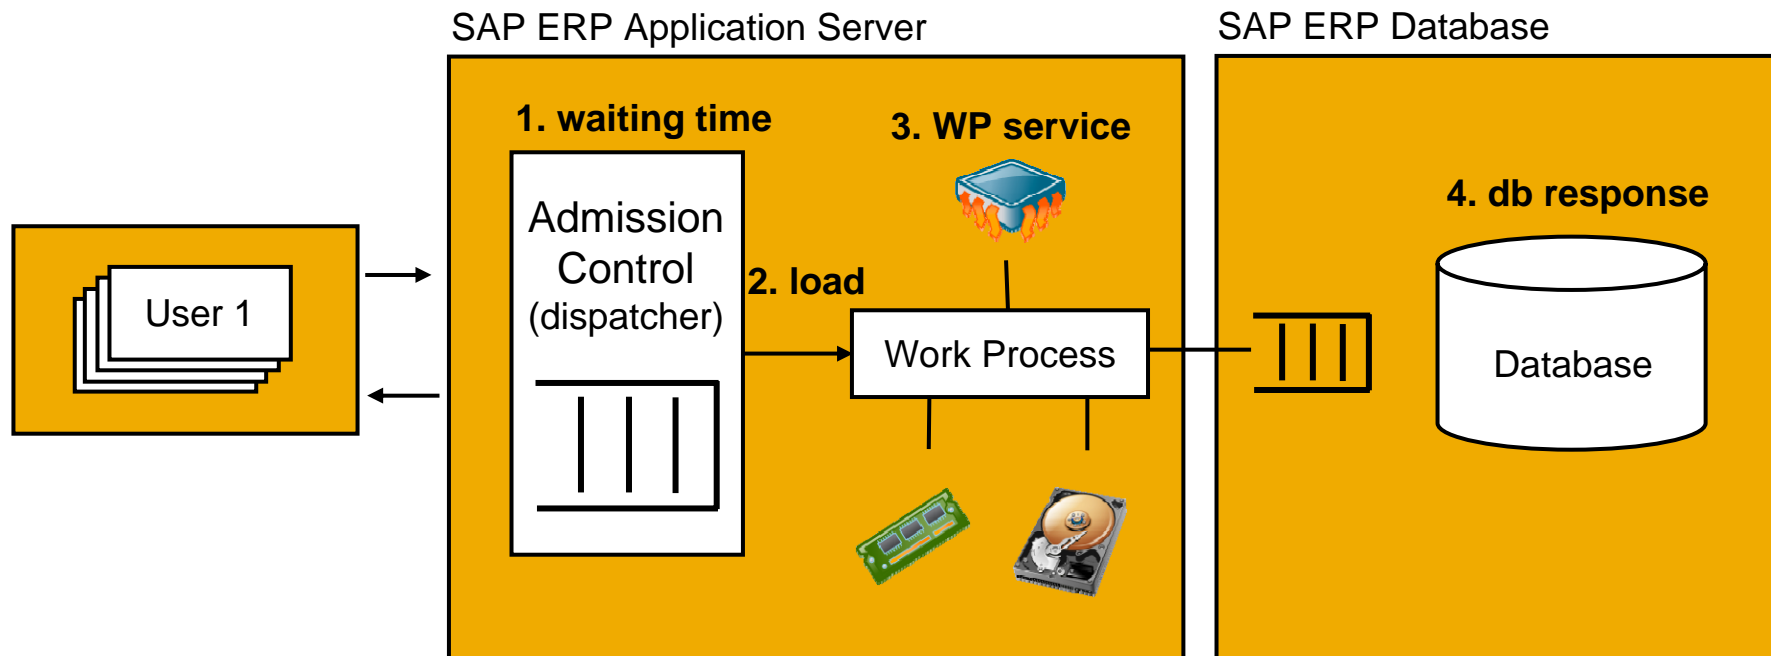 SAP ERP Application Server
SAP ERP Database
1. waiting time
3. WP service
4. db response
Admission
Control
(dispatcher)
2. load
User 1
Work Process
Database